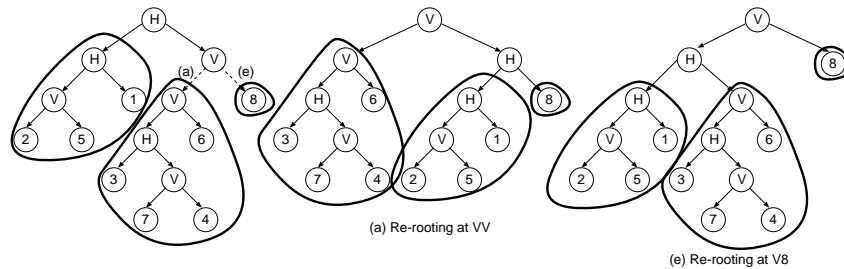 H V H
V
H V H
(a) (e) 8
V H V 8
V 1 V H 6 H 8 H V
2 5 H 6 3 V V 1 V 1 H 6
3 V 7 4 2 5 2 5 3 V
7 4 7 4
(a) Re-rooting at VV
(e) Re-rooting at V8